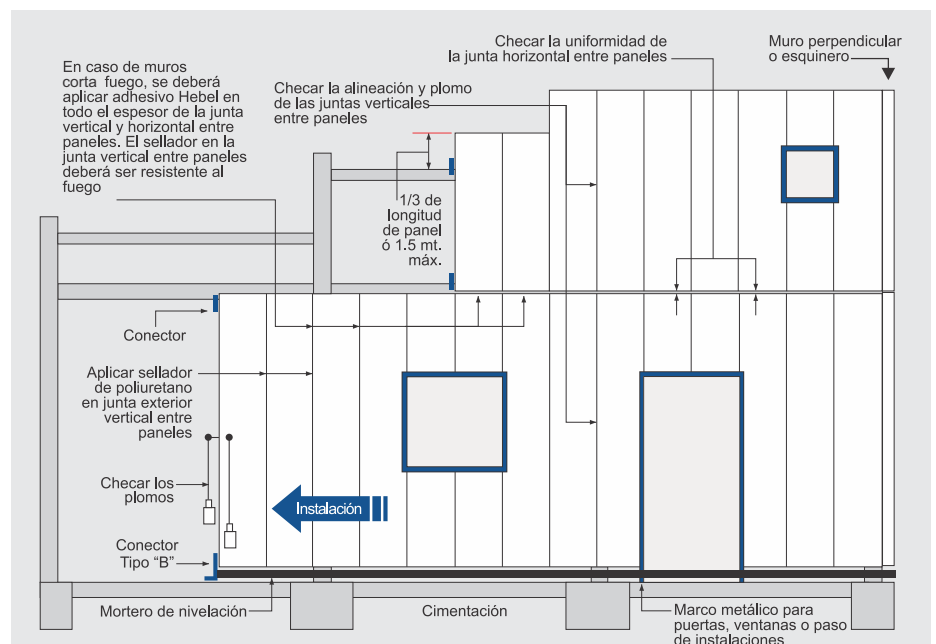 En caso de muros
corta fuego, se deberá
aplicar adhesivo Hebel en
todo el espesor de la junta
vertical y horizontal entre
paneles. El sellador en la
junta vertical entre paneles
deberá ser resistente al
fuego
Checar la alineación y plomo
de las juntas verticales
entre paneles
Checar la uniformidad de
la junta horizontal entre paneles
Muro perpendicular
o esquinero
1/3 de
longitud
de panel
ó 1.5 mt.
máx.
Conector
Aplicar sellador
de poliuretano
en junta exterior
vertical entre
paneles
Checar los
plomos
Instalación
Conector
Tipo “B”
Mortero de nivelación
Cimentación
Marco metálico para
puertas, ventanas o paso
de instalaciones